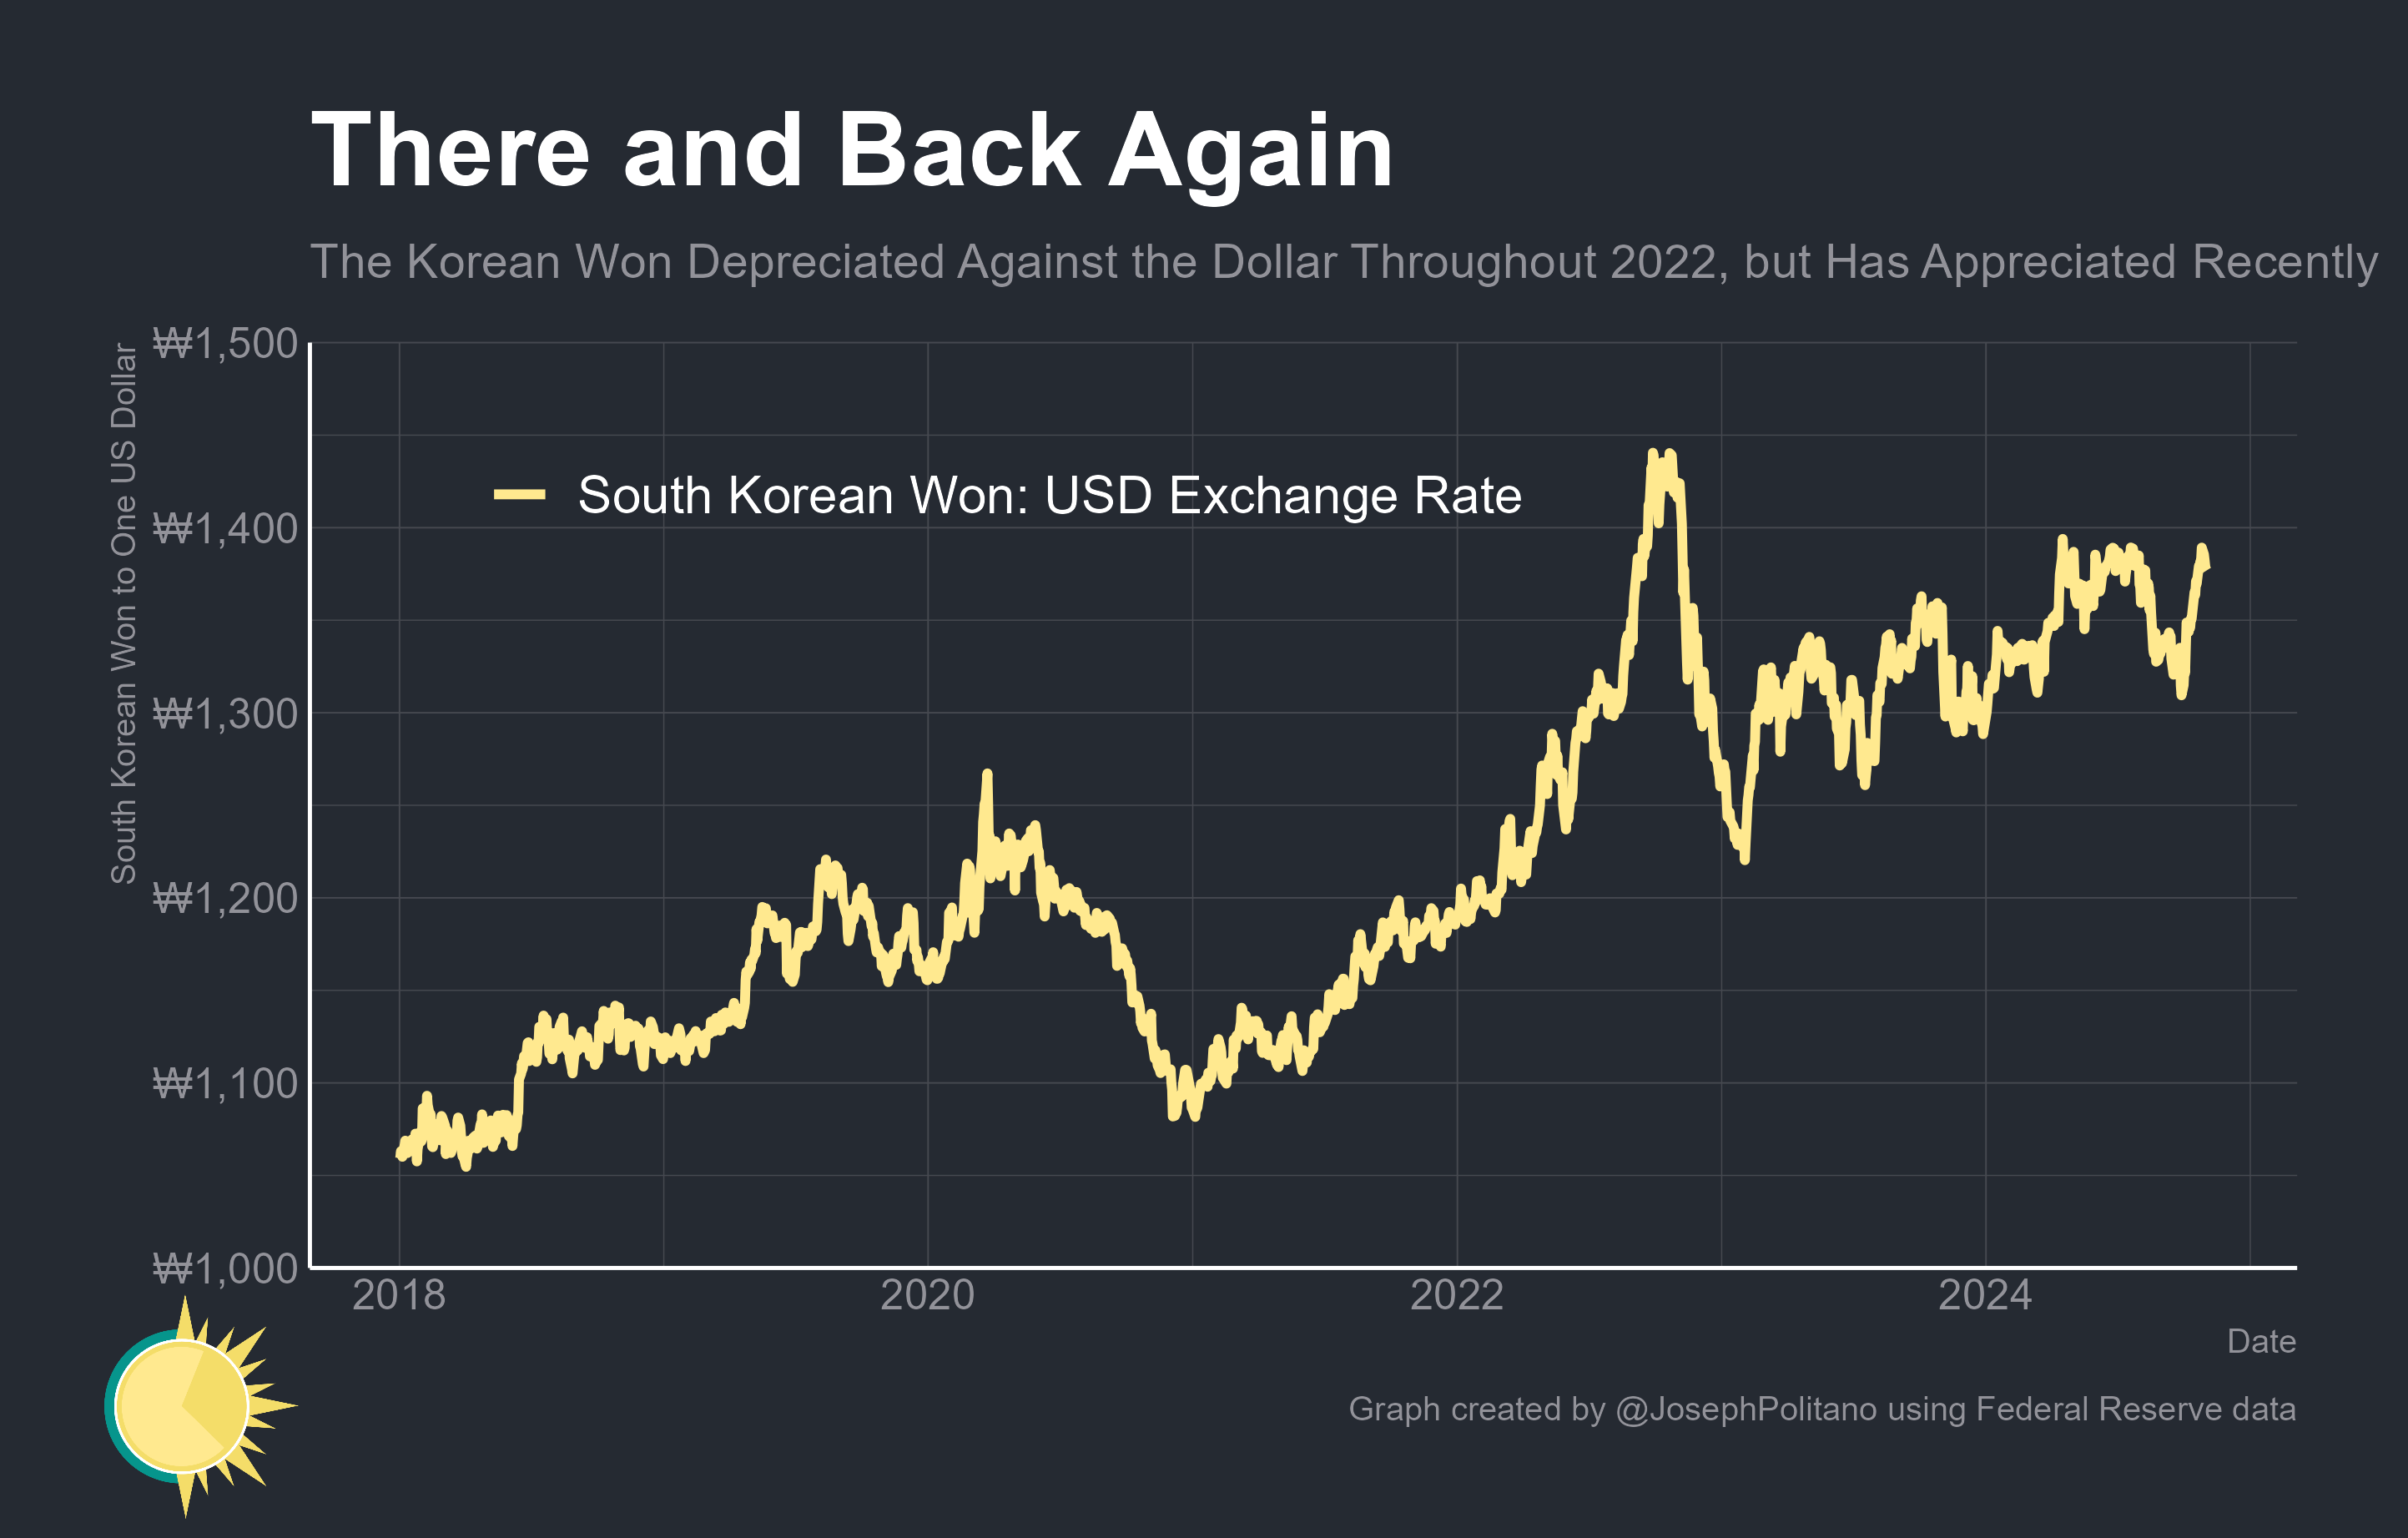 There and Back Again
The Korean Won Depreciated Against the Dollar Throughout 2022, but Has Appreciated Recently
South Korean Won to One US Dollar
₩1,500
South Korean Won: USD Exchange Rate
₩1,400
₩1,300
₩1,200
₩1,100
₩1,000
2018 2020 2022 2024
Date
Graph created by @JosephPolitano using Federal Reserve data